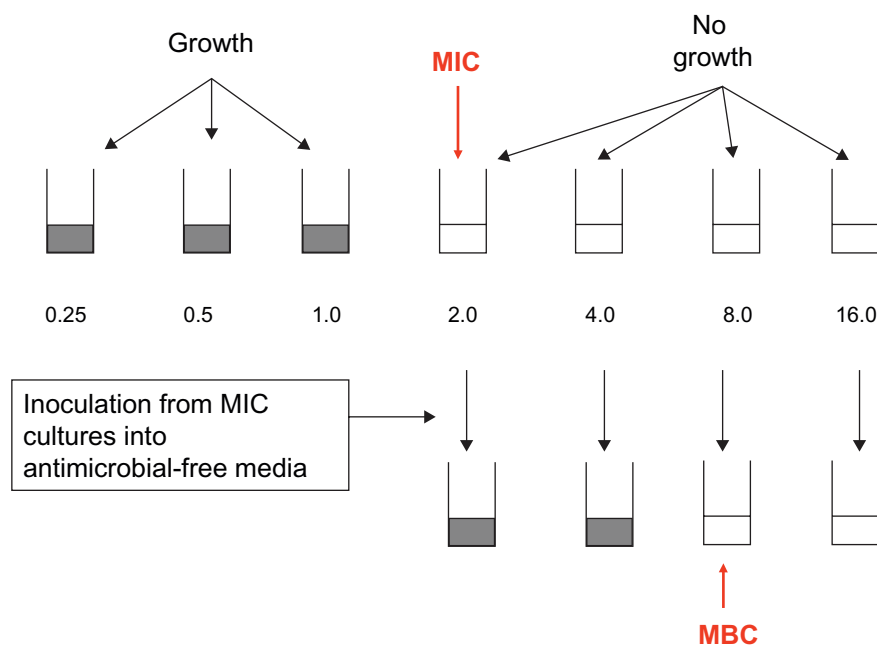 Growth
No
growth
MIC
0.25 0.5 1.0 2.0 4.0 8.0 16.0
Inoculation from MIC
cultures into
antimicrobial-free media
MBC